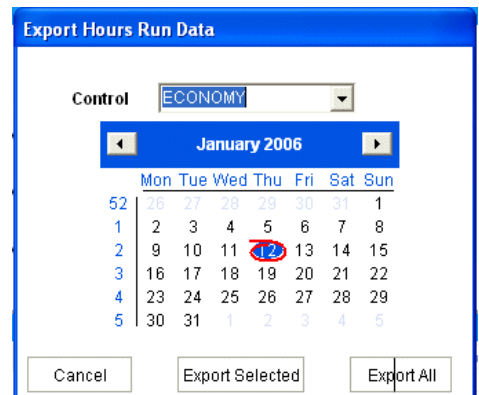 Export Hours Run Data
Control ECONOMY
January 2006
Mon Tue Wed Thu Fri Sat Sun
52 26 27 28 29 30 31 1
1 2 3 4 5 6 7 8
2 9 10 11 12 13 14 15
3 16 17 18 19 20 21 22
4 23 24 25 26 27 28 29
5 30 31 1 2 3 4 5
Cancel Export Selected Export All